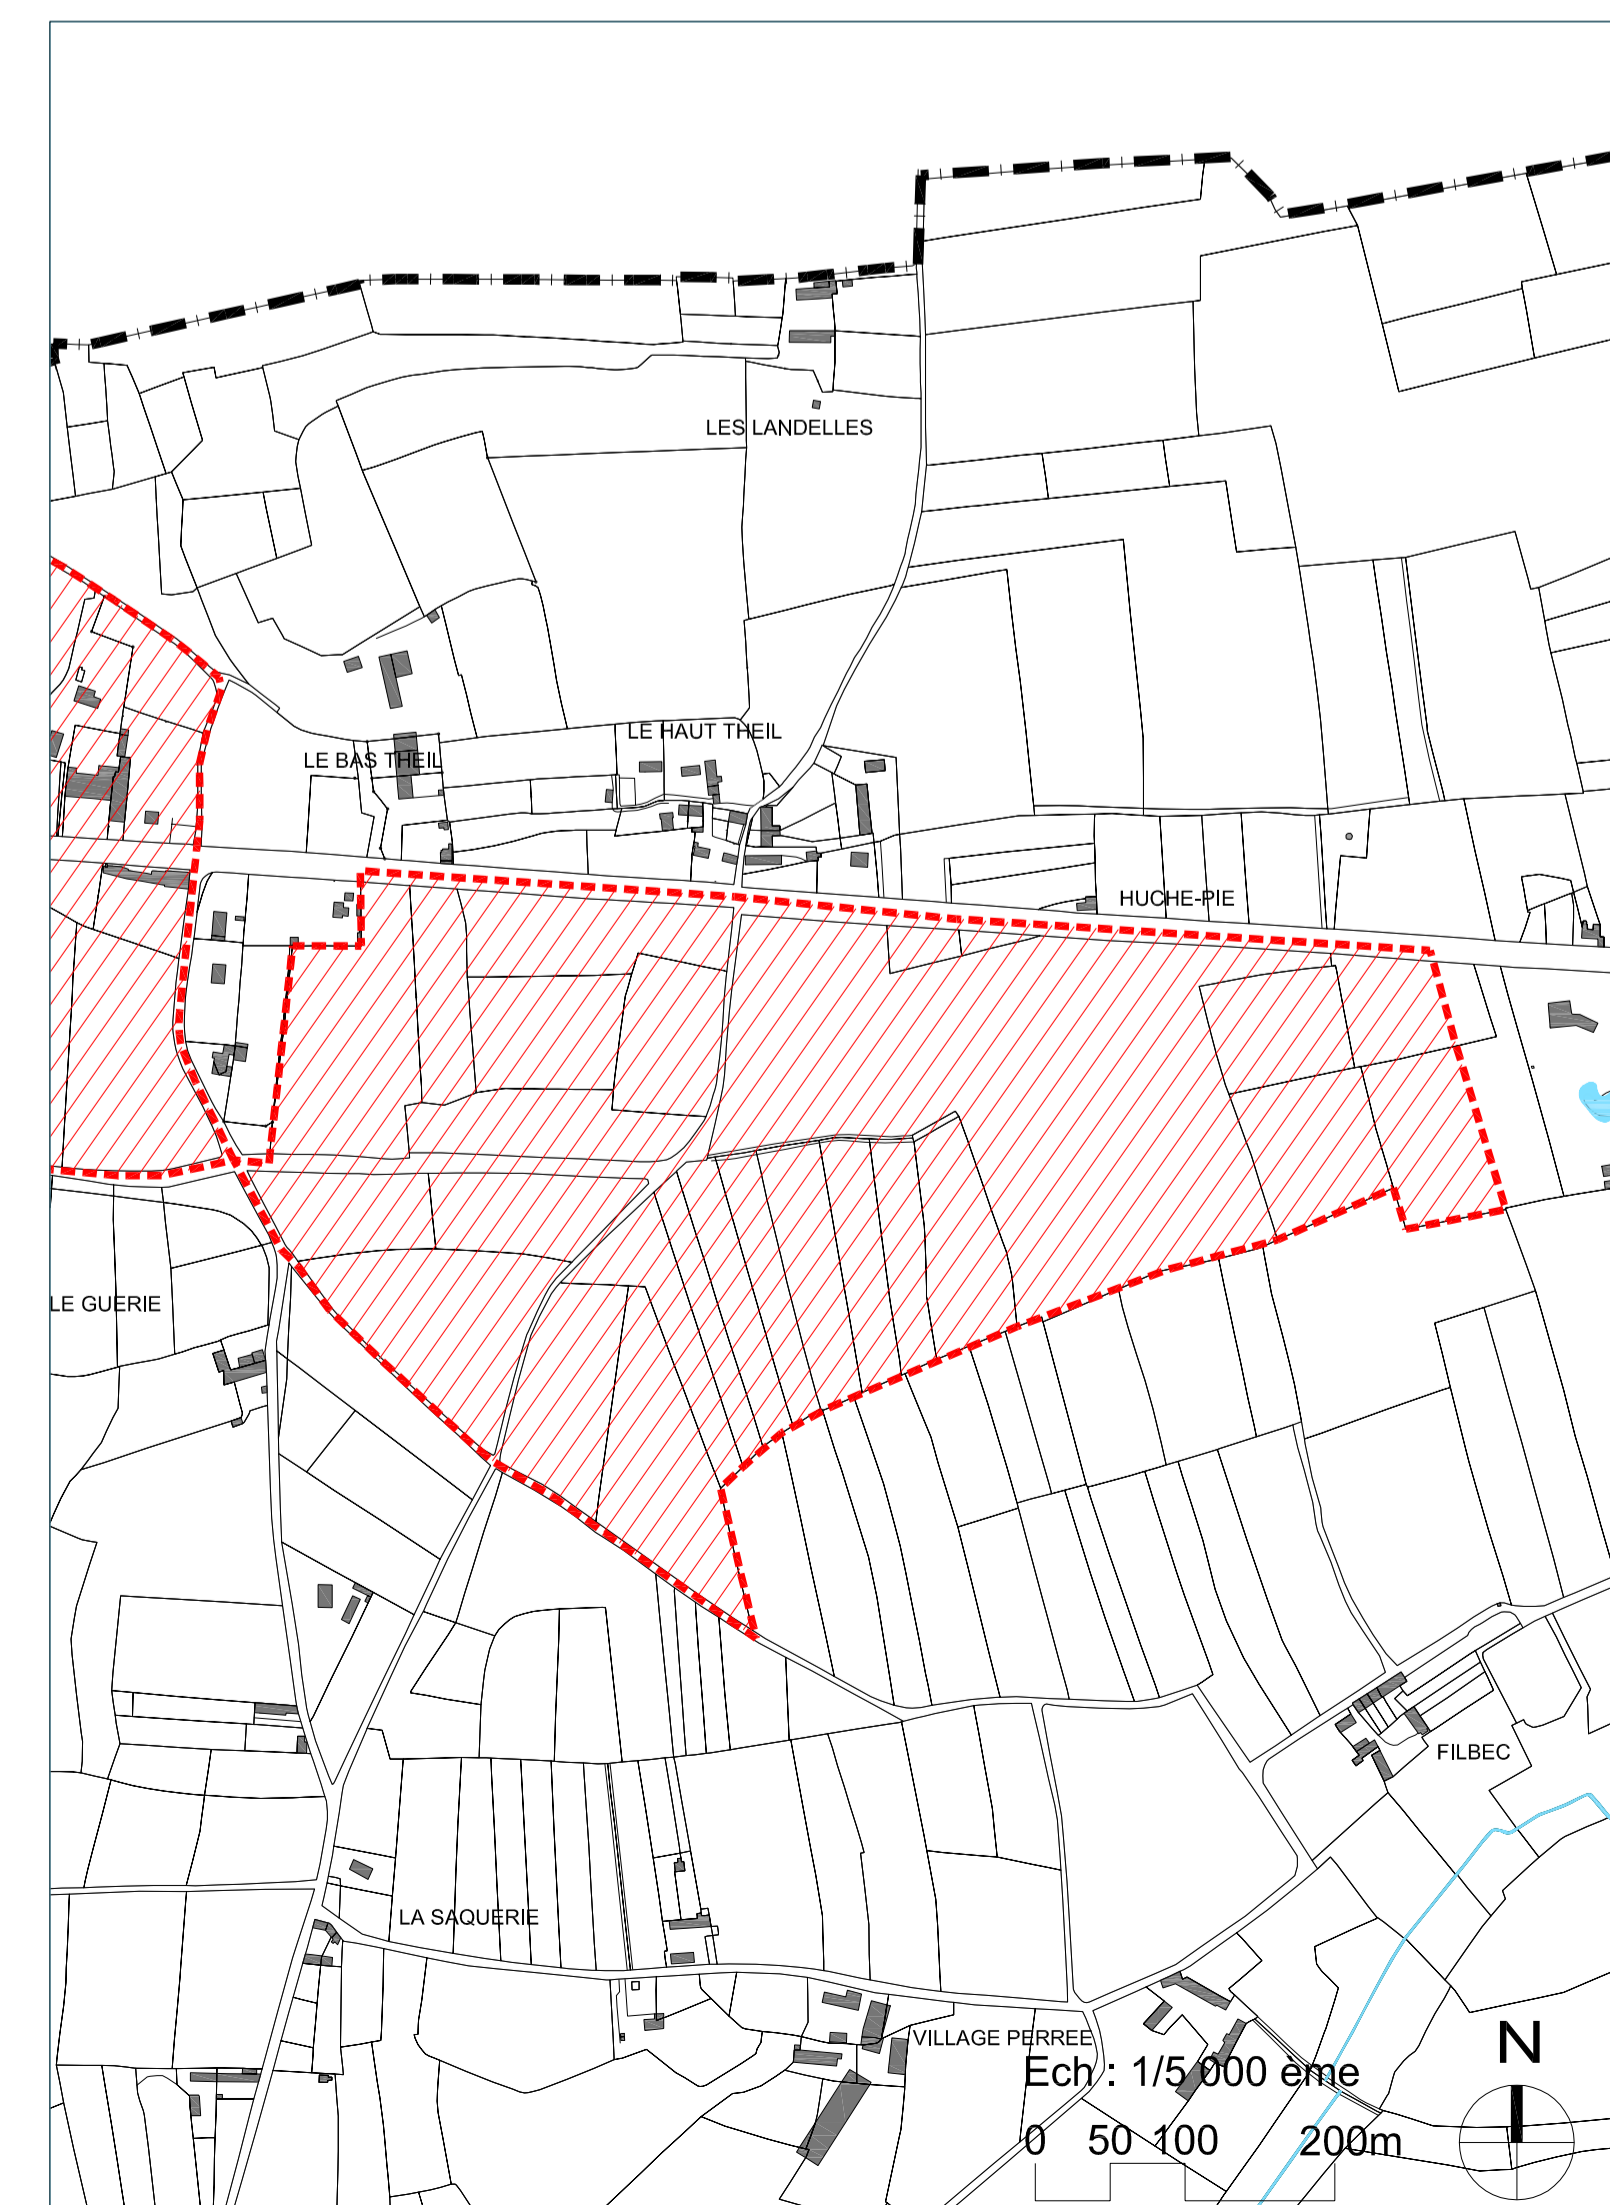 LES LANDELLES
LE HAUT THEIL
LE BAS THEIL
HUCHE-PIE
LE GUERIE
FILBEC
LA SAQUERIE
VILLAGE PERREE
N
Ech : 1/5 000 ème
0 50 100 200m